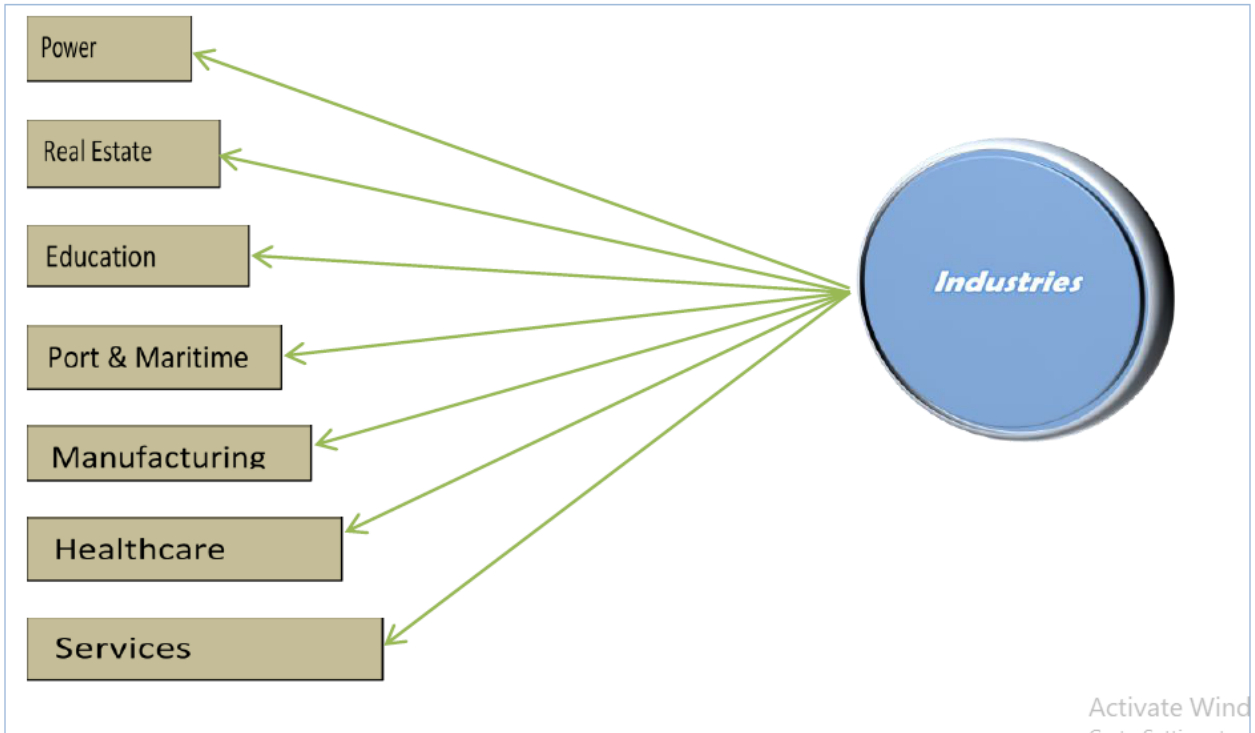 Power
Real Estate
Education
Port & Maritime
Manufacturing
Healthcare
Services
Industries
Activate Wind